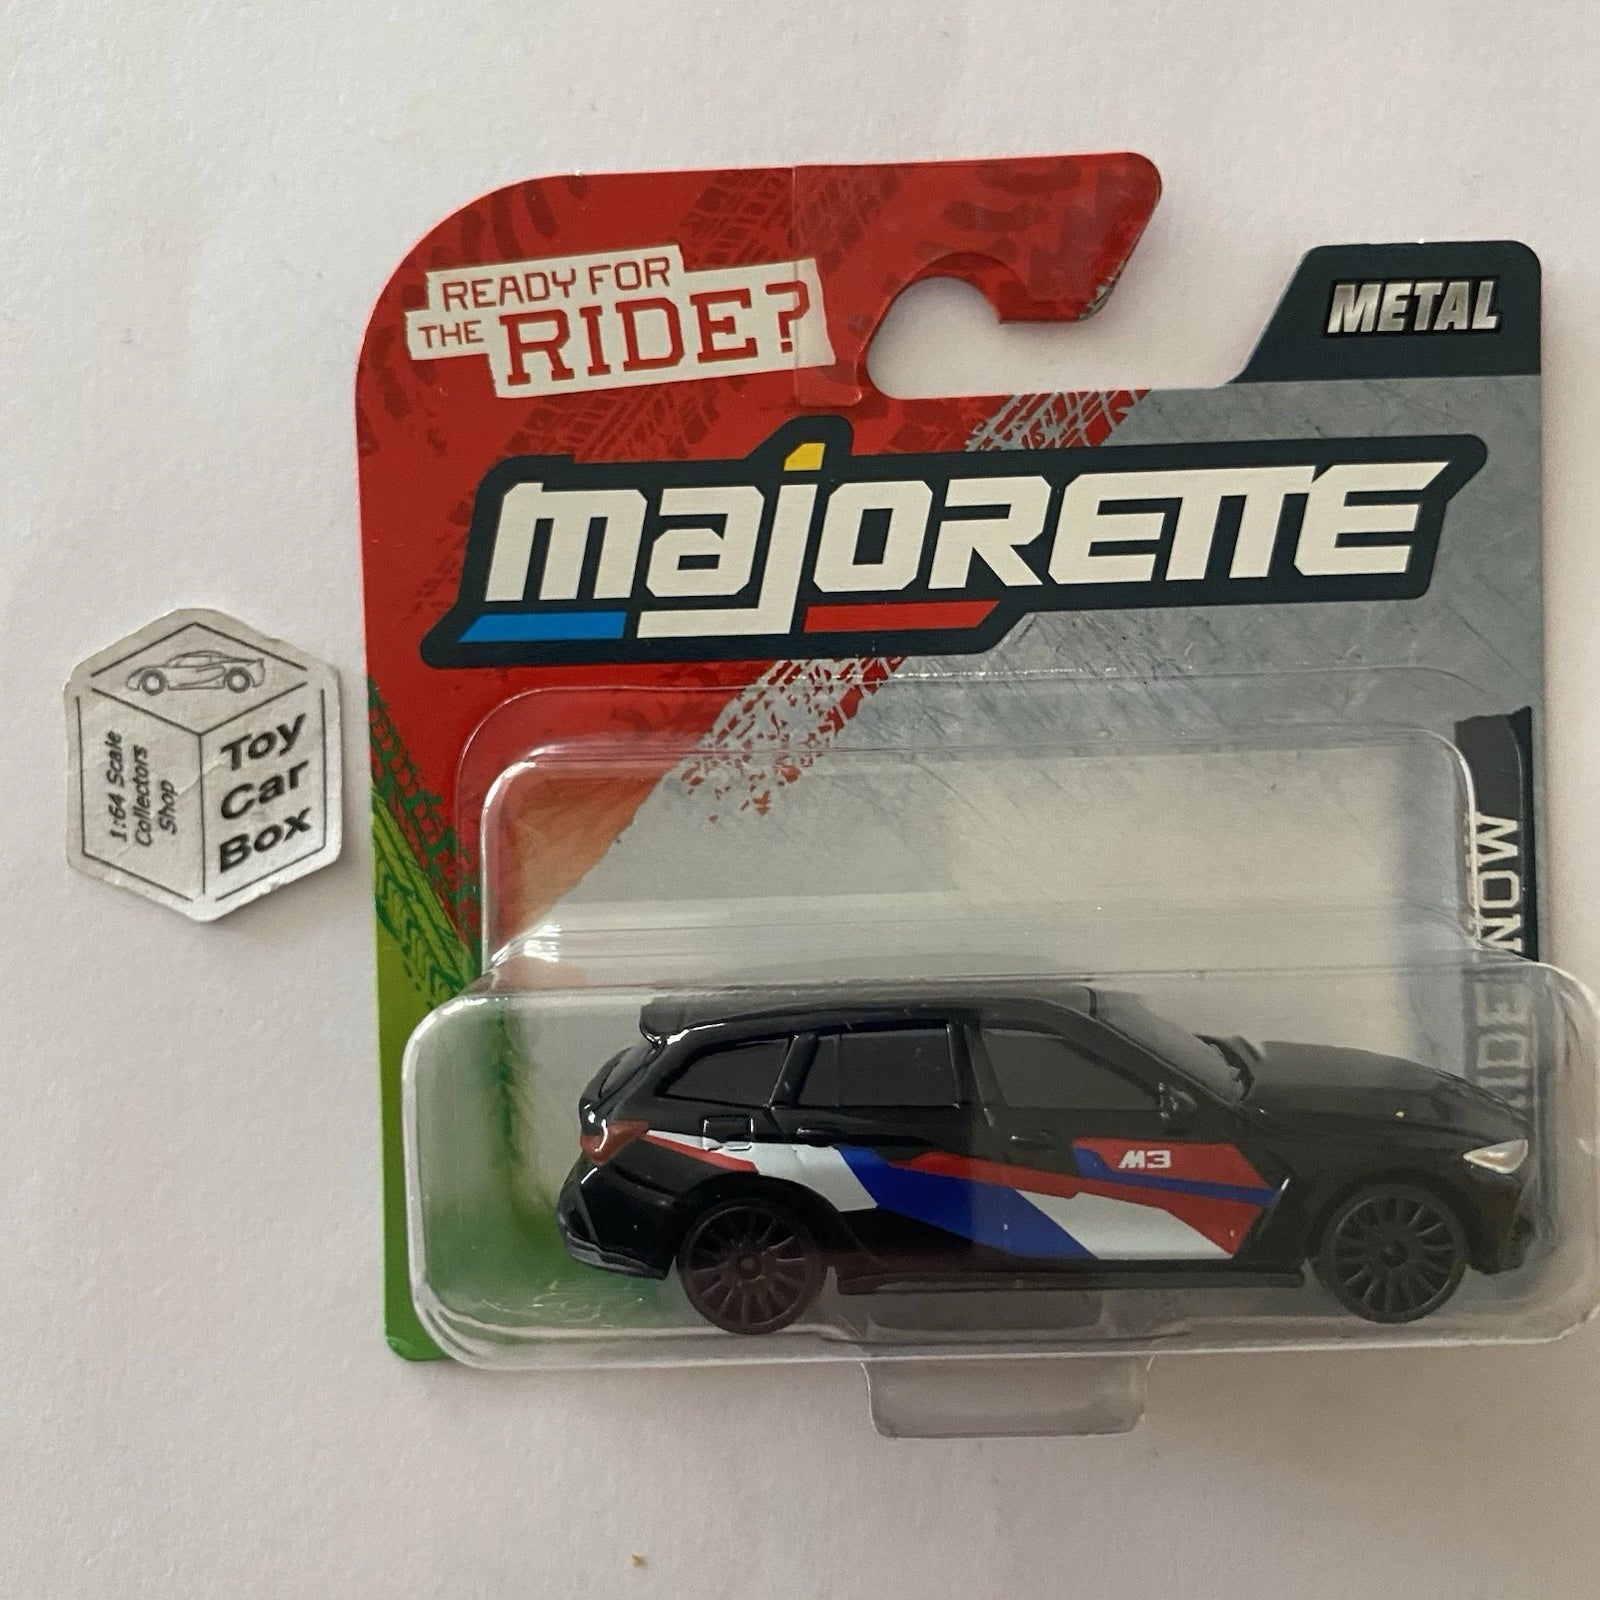 READY FOR
THE RIDE?
METAL
majORETTE
Toy
Car
Box
1:64 Scale
Collectors
Shop
M3